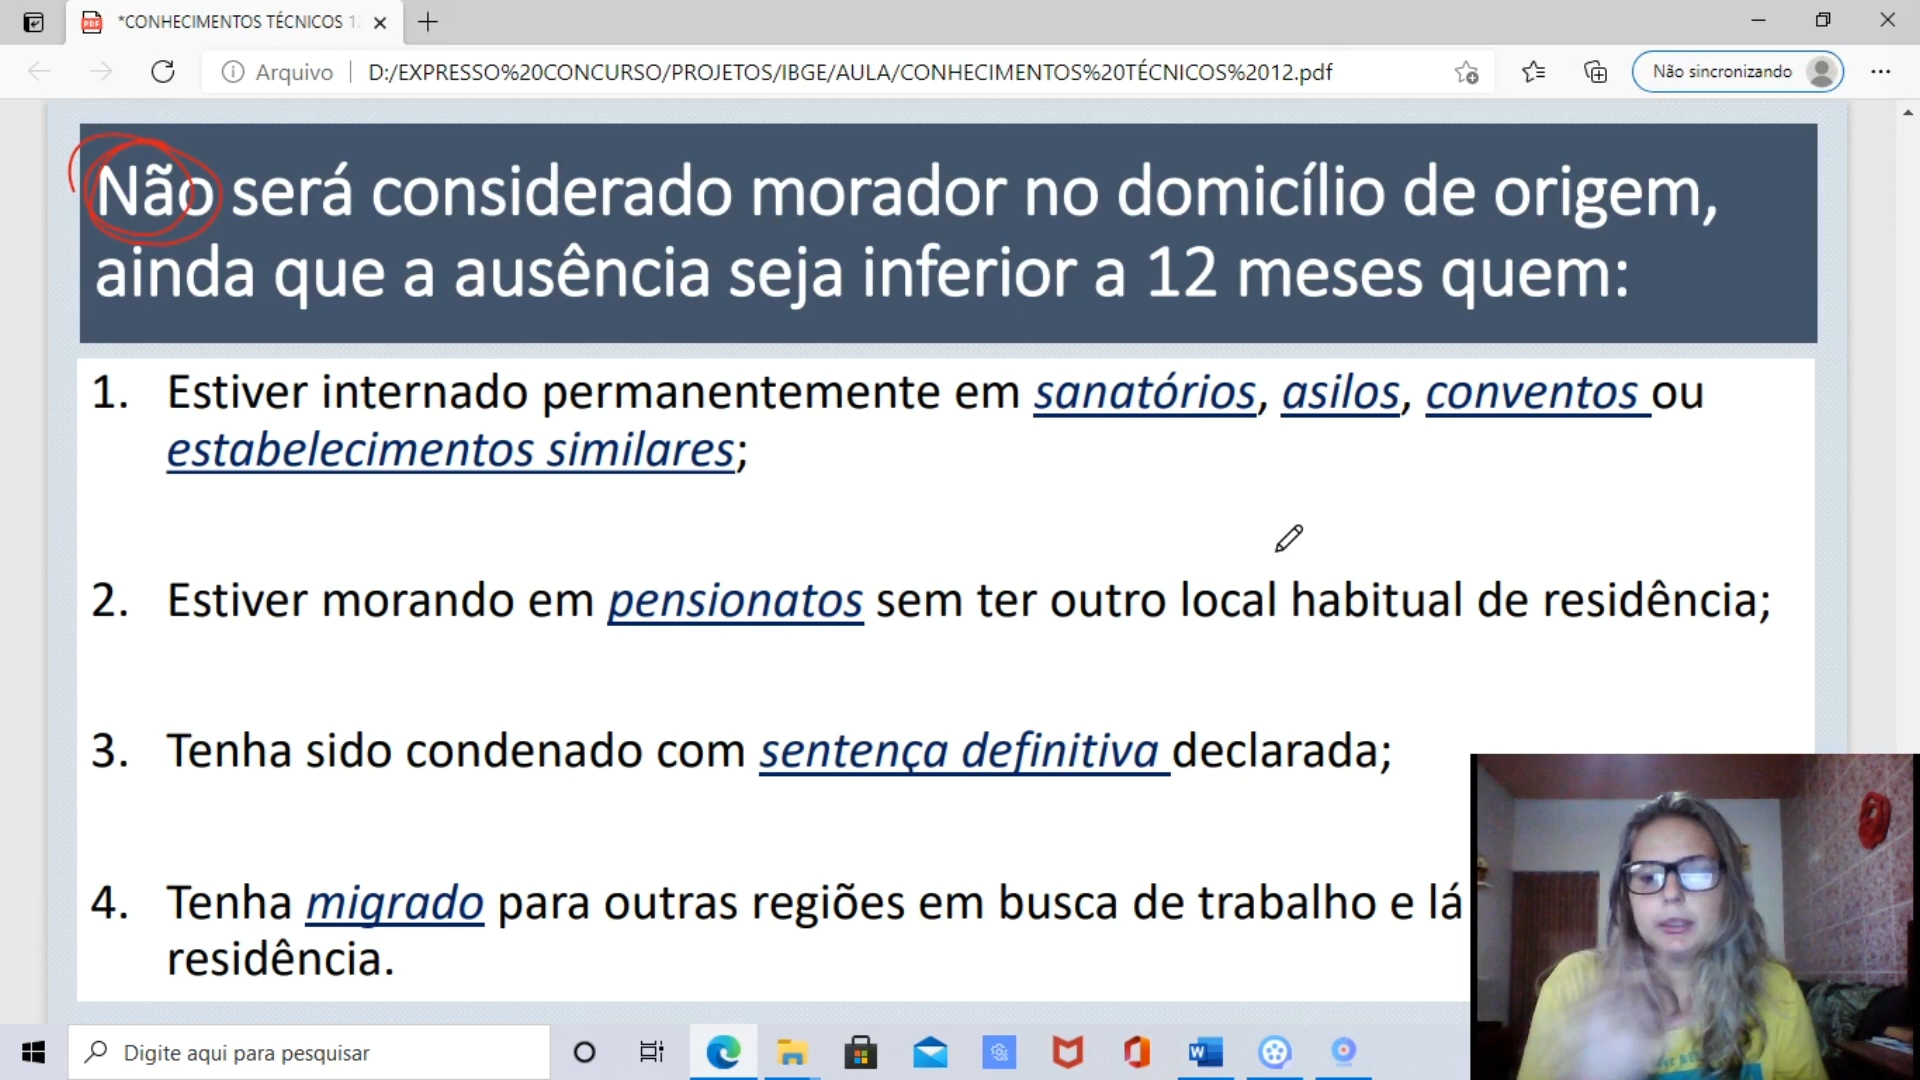 *CONHECIMENTOS TÉCNICOS 1
Arquivo
D:/EXPRESSO%20CONCURSO/PROJETOS/IBGE/AULA/CONHECIMENTOS%20TÉCNICOS%2012.pdf
Não sincronizando
Não será considerado morador no domicílio de origem,
ainda que a ausência seja inferior a 12 meses quem:
1. Estiver internado permanentemente em sanatórios, asilos, conventos ou
estabelecimentos similares;
2. Estiver morando em pensionatos sem ter outro local habitual de residência;
3. Tenha sido condenado com sentença definitiva declarada;
4. Tenha migrado para outras regiões em busca de trabalho e lá
residência.
Digite aqui para pesquisar